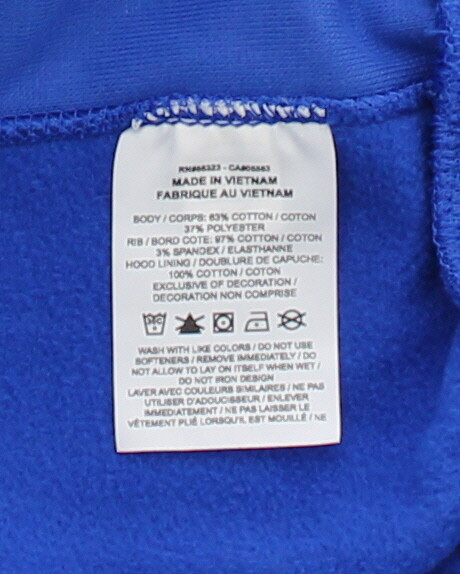 RN#56323 - CA#05553
MADE IN VIETNAM
FABRIQUE AU VIETNAM
BODY / CORPS: 63% COTTON / COTON
37% POLYESTER
RIB / BORD COTE: 97% COTTON / COTON
3% SPANDEX / ELASTHANNE
HOOD LINING / DOUBLURE DE CAPUCHE:
100% COTTON / COTON
EXCLUSIVE OF DECORATION /
DECORATION NON COMPRISE
WASH WITH LIKE COLORS / DO NOT USE
SOFTENERS / REMOVE IMMEDIATELY / DO
NOT ALLOW TO LAY ON ITSELF WHEN WET /
DO NOT IRON DESIGN
LAVER AVEC COULEURS SIMILAIRES / NE PAS
UTILISER D'ADOUCISSEUR / ENLEVER
IMMEDIATEMENT / NE PAS LAISSER LE
VÊTEMENT PLIÉ LORSQU'IL EST MOUILLÉ / NE